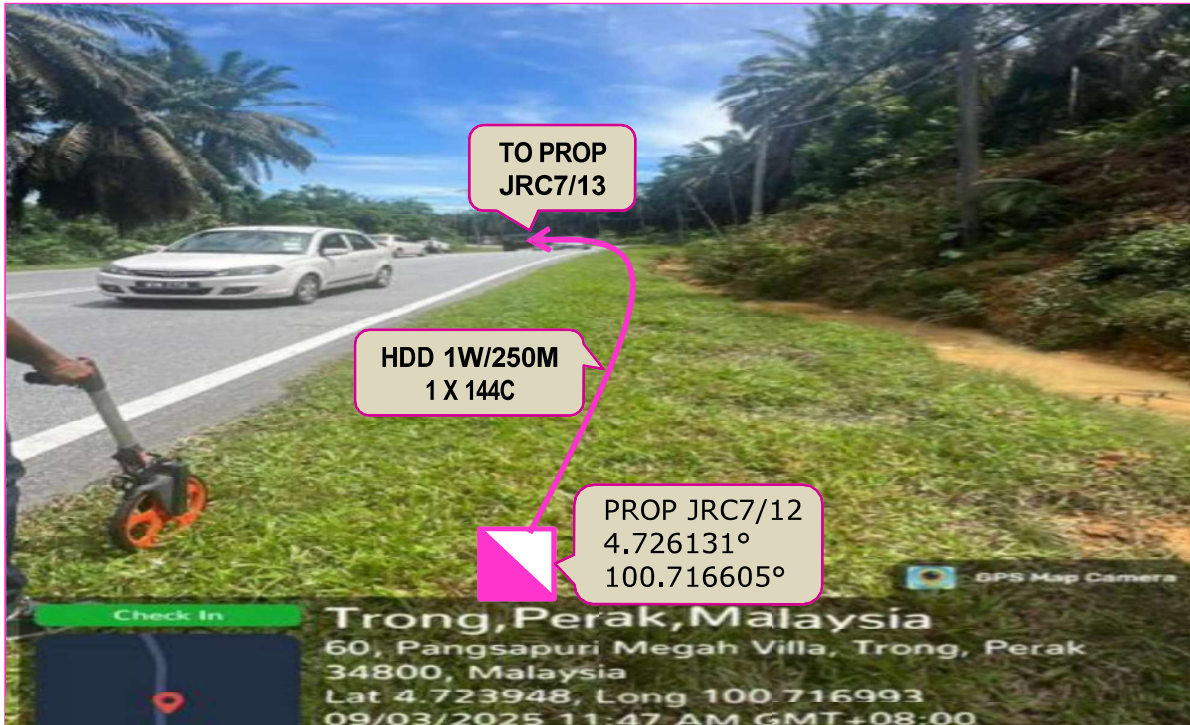 TO PROP
JRC7/13
HDD 1W/250M
1 X 144C
PROP JRC7/12
4.726131°
100.716605°
GPS Map Camera
Check In
Trong,Perak,Malaysia
60, Pangsapuri Megah Villa, Trong, Perak
34800, Malaysia
Lat 4.723948, Long 100.716993
09/03/2025 11:47 AM GMT+08:00